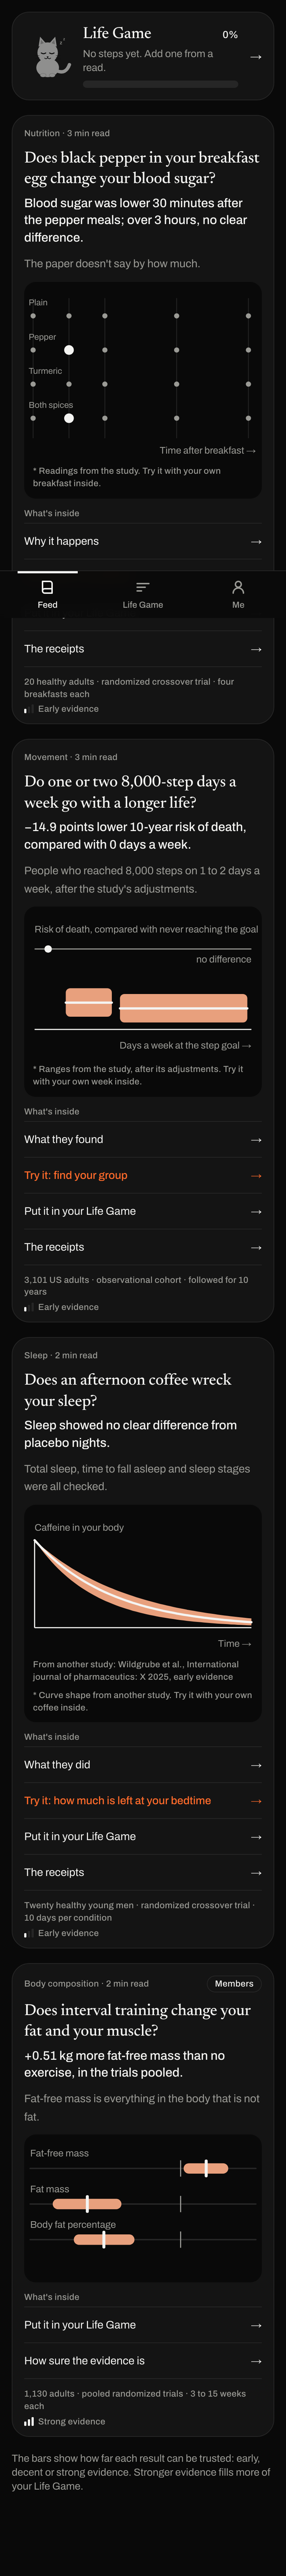 Life Game
0%
No steps yet. Add one from a
read.
→
Nutrition · 3 min read
Does black pepper in your breakfast
egg change your blood sugar?
Blood sugar was lower 30 minutes after
the pepper meals; over 3 hours, no clear
difference.
The paper doesn't say by how much.
Plain
Pepper
Turmeric
Both spices
Time after breakfast →
* Readings from the study. Try it with your own
breakfast inside.
What's inside
Why it happens →
Feed
Life Game
Me
The receipts →
20 healthy adults · randomized crossover trial · four
breakfasts each
Early evidence
Movement · 3 min read
Do one or two 8,000-step days a
week go with a longer life?
−14.9 points lower 10-year risk of death,
compared with 0 days a week.
People who reached 8,000 steps on 1 to 2 days a
week, after the study's adjustments.
Risk of death, compared with never reaching the goal
no difference
Days a week at the step goal →
* Ranges from the study, after its adjustments. Try it
with your own week inside.
What's inside
What they found →
Try it: find your group →
Put it in your Life Game →
The receipts →
3,101 US adults · observational cohort · followed for 10
years
Early evidence
Sleep · 2 min read
Does an afternoon coffee wreck
your sleep?
Sleep showed no clear difference from
placebo nights.
Total sleep, time to fall asleep and sleep stages
were all checked.
Caffeine in your body
Time →
From another study: Wildgrube et al., International
journal of pharmaceutics: X 2025, early evidence
* Curve shape from another study. Try it with your own
coffee inside.
What's inside
What they did →
Try it: how much is left at your bedtime →
Put it in your Life Game →
The receipts →
Twenty healthy young men · randomized crossover trial ·
10 days per condition
Early evidence
Body composition · 2 min read
Members
Does interval training change your
fat and your muscle?
+0.51 kg more fat-free mass than no
exercise, in the trials pooled.
Fat-free mass is everything in the body that is not
fat.
Fat-free mass
Fat mass
Body fat percentage
What's inside
Put it in your Life Game →
How sure the evidence is →
1,130 adults · pooled randomized trials · 3 to 15 weeks
each
Strong evidence
The bars show how far each result can be trusted: early,
decent or strong evidence. Stronger evidence fills more of
your Life Game.